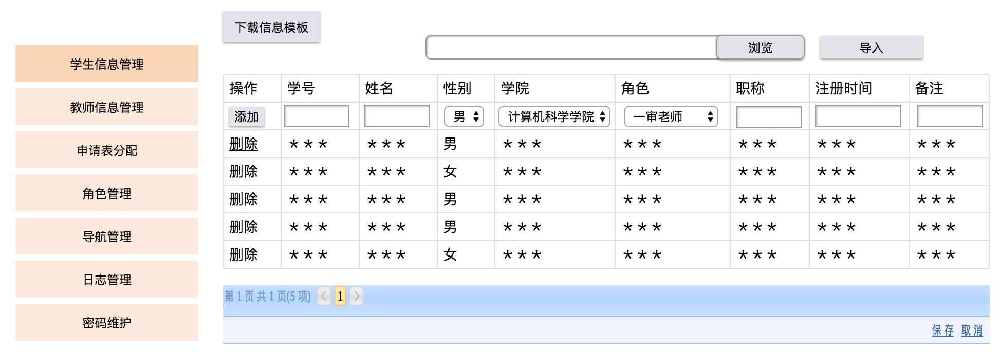 下载信息模板
浏览 导入
学生信息管理
教师信息管理
申请表分配
角色管理
导航管理
日志管理
密码维护
操作 学号 姓名 性别 学院 角色 职称 注册时间 备注
添加 男 计算机科学学院 一审老师
删除 *** *** 男 *** *** *** *** ***
删除 *** *** 女 *** *** *** *** ***
删除 *** *** 男 *** *** *** *** ***
删除 *** *** 男 *** *** *** *** ***
删除 *** *** 女 *** *** *** *** ***
第 1 页 共 1 页(5 项) 1
保存 取消